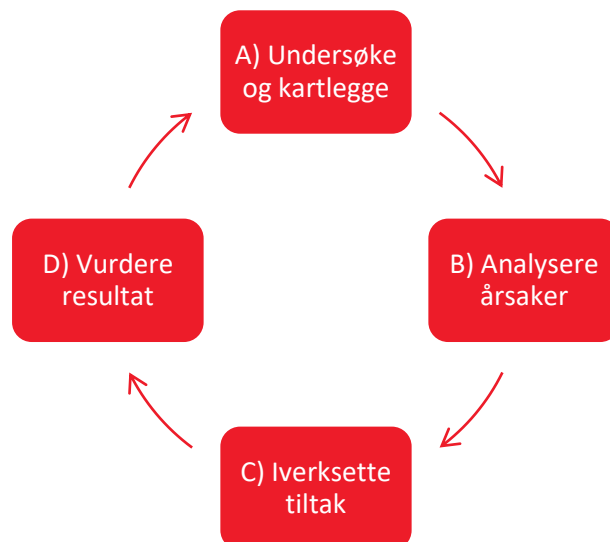 A) Undersøke
og kartlegge
B) Analysere
årsaker
C) Iverksette
tiltak
D) Vurdere
resultat